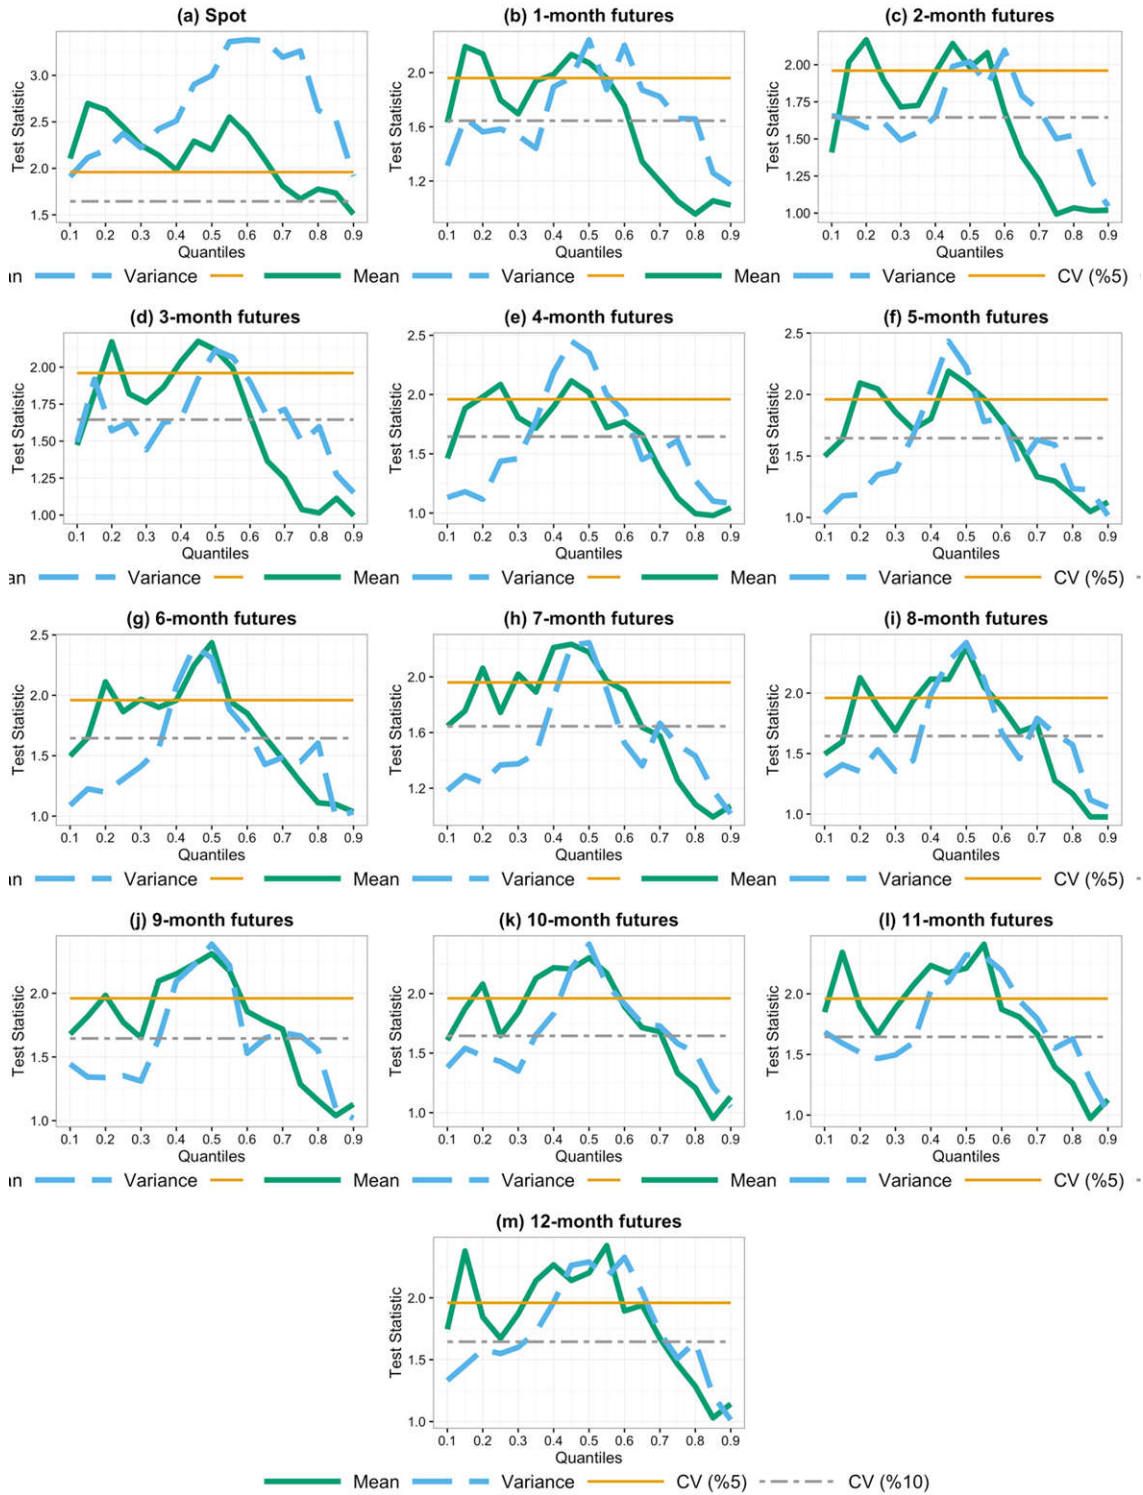 (a) Spot (b) 1-month futures (c) 2-month futures
Test Statistic
3.0
2.5
2.0
1.5
0.1 0.2 0.3 0.4 0.5 0.6 0.7 0.8 0.9
Quantiles
Test Statistic
2.0
1.6
1.2
0.1 0.2 0.3 0.4 0.5 0.6 0.7 0.8 0.9
Quantiles
Test Statistic
2.00
1.75
1.50
1.25
1.00
0.1 0.2 0.3 0.4 0.5 0.6 0.7 0.8 0.9
Quantiles
an Variance Mean Variance Mean Variance CV (%5)
(d) 3-month futures (e) 4-month futures (f) 5-month futures
Test Statistic
2.00
1.75
1.50
1.25
1.00
0.1 0.2 0.3 0.4 0.5 0.6 0.7 0.8 0.9
Quantiles
Test Statistic
2.5
2.0
1.5
1.0
0.1 0.2 0.3 0.4 0.5 0.6 0.7 0.8 0.9
Quantiles
Test Statistic
2.5
2.0
1.5
1.0
0.1 0.2 0.3 0.4 0.5 0.6 0.7 0.8 0.9
Quantiles
an Variance Mean Variance Mean Variance CV (%5)
(g) 6-month futures (h) 7-month futures (i) 8-month futures
Test Statistic
2.5
2.0
1.5
1.0
0.1 0.2 0.3 0.4 0.5 0.6 0.7 0.8 0.9
Quantiles
Test Statistic
2.0
1.6
1.2
0.1 0.2 0.3 0.4 0.5 0.6 0.7 0.8 0.9
Quantiles
Test Statistic
2.0
1.5
1.0
0.1 0.2 0.3 0.4 0.5 0.6 0.7 0.8 0.9
Quantiles
an Variance Mean Variance Mean Variance CV (%5)
(j) 9-month futures (k) 10-month futures (l) 11-month futures
Test Statistic
2.0
1.5
1.0
0.1 0.2 0.3 0.4 0.5 0.6 0.7 0.8 0.9
Quantiles
Test Statistic
2.0
1.5
1.0
0.1 0.2 0.3 0.4 0.5 0.6 0.7 0.8 0.9
Quantiles
Test Statistic
2.0
1.5
1.0
0.1 0.2 0.3 0.4 0.5 0.6 0.7 0.8 0.9
Quantiles
an Variance Mean Variance Mean Variance CV (%5)
(m) 12-month futures
Test Statistic
2.0
1.5
1.0
0.1 0.2 0.3 0.4 0.5 0.6 0.7 0.8 0.9
Quantiles
Mean Variance CV (%5) CV (%10)